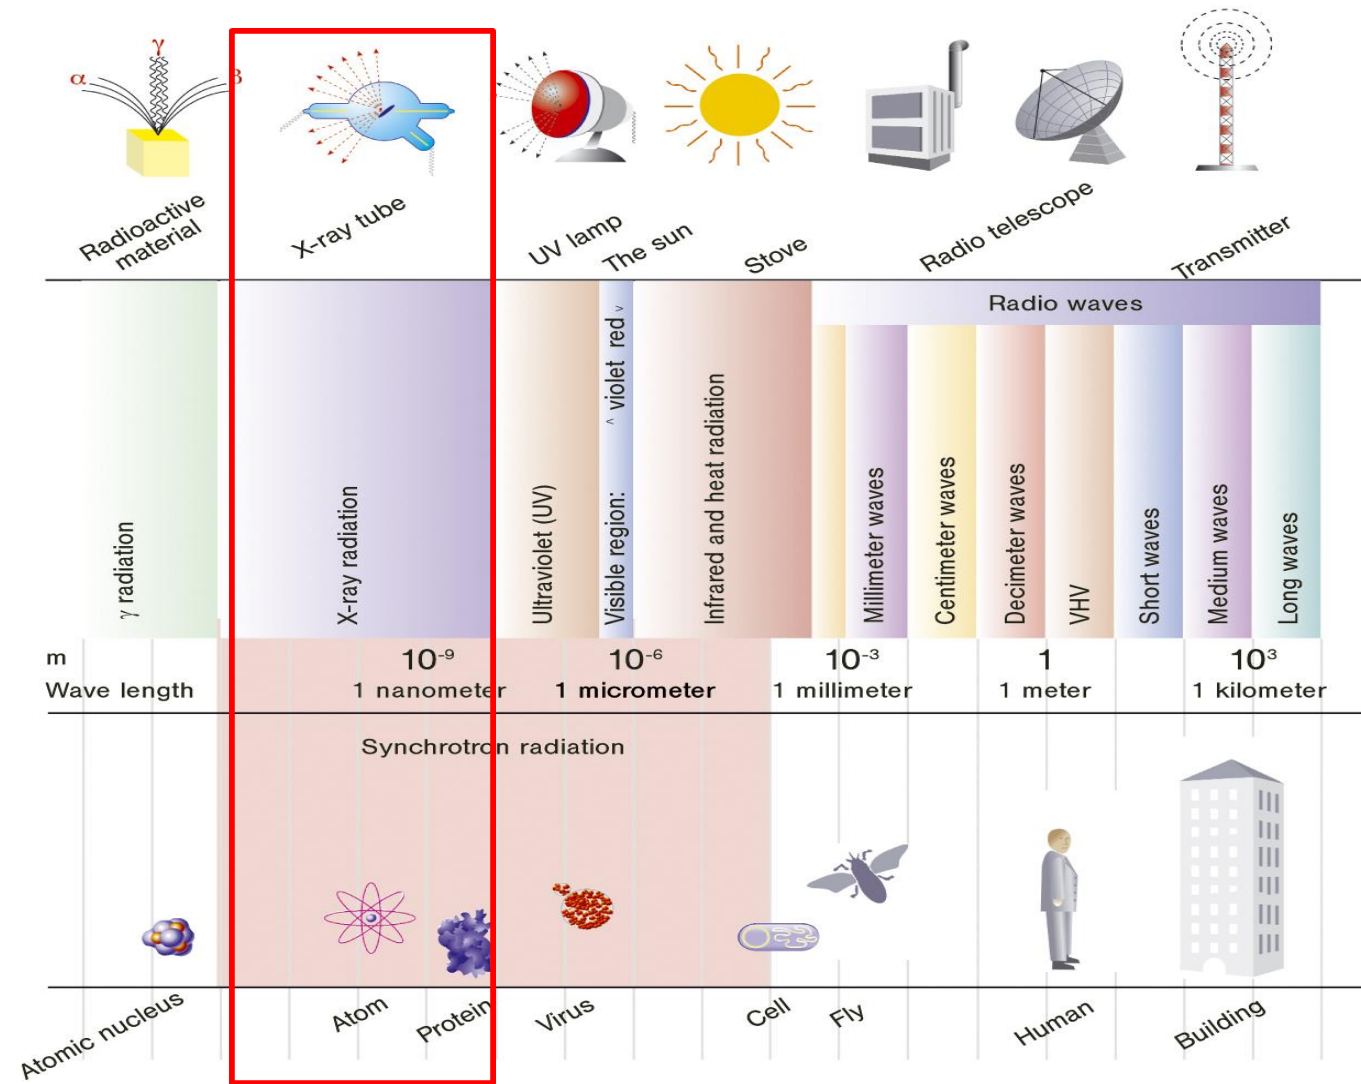 γ
α
β
Radioactive
material
X-ray tube
UV lamp
The sun
Stove
Radio telescope
Transmitter
Radio waves
γ radiation
X-ray radiation
Ultraviolet (UV)
Visible region: < violet red >
Infrared and heat radiation
Millimeter waves
Centimeter waves
Decimeter waves
VHV
Short waves
Medium waves
Long waves
m 10⁻⁹ 10⁻⁶ 10⁻³ 1 10³
Wave length 1 nanometer 1 micrometer 1 millimeter 1 meter 1 kilometer
Synchrotron radiation
Atomic nucleus
Atom
Protein
Virus
Cell
Fly
Human
Building